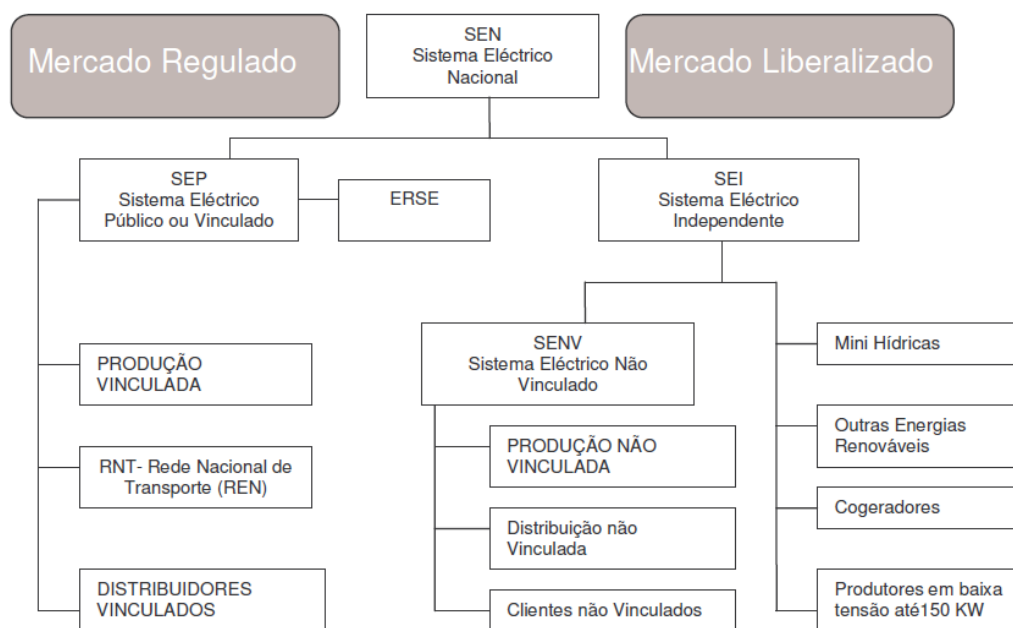 Mercado Regulado
SEN
Sistema Eléctrico
Nacional
Mercado Liberalizado
SEP
Sistema Eléctrico
Público ou Vinculado
ERSE
SEI
Sistema Eléctrico
Independente
PRODUÇÃO
VINCULADA
RNT- Rede Nacional de
Transporte (REN)
DISTRIBUIDORES
VINCULADOS
SENV
Sistema Eléctrico Não
Vinculado
PRODUÇÃO NÃO
VINCULADA
Distribuição não
Vinculada
Clientes não Vinculados
Mini Hídricas
Outras Energias
Renováveis
Cogeradores
Produtores em baixa
tensão até150 KW